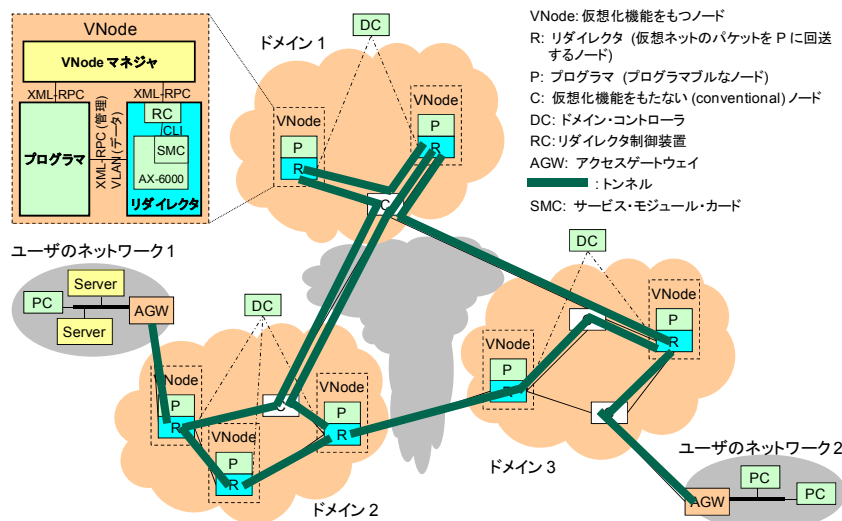 VNode
VNode マネジャ
XML-RPC
XML-RPC
RC
CLI
SMC
AX-6000
プログラマ
リダイレクタ
XML-RPC (管理)
VLAN (データ)
DC
ドメイン 1
VNode
P
R
VNode
P
R
C
VNode: 仮想化機能をもつノード
R: リダイレクタ (仮想ネットのパケットを P に回送
するノード)
P: プログラマ (プログラマブルなノード)
C: 仮想化機能をもたない (conventional) ノード
DC: ドメイン・コントローラ
RC: リダイレクタ制御装置
AGW: アクセスゲートウェイ
: トンネル
SMC: サービス・モジュール・カード
ユーザのネットワーク 1
Server
PC
Server
AGW
DC
VNode
P
R
VNode
P
R
C
VNode
P
R
ドメイン 2
DC
VNode
P
R
VNode
P
R
ドメイン 3
ユーザのネットワーク 2
AGW
PC
PC